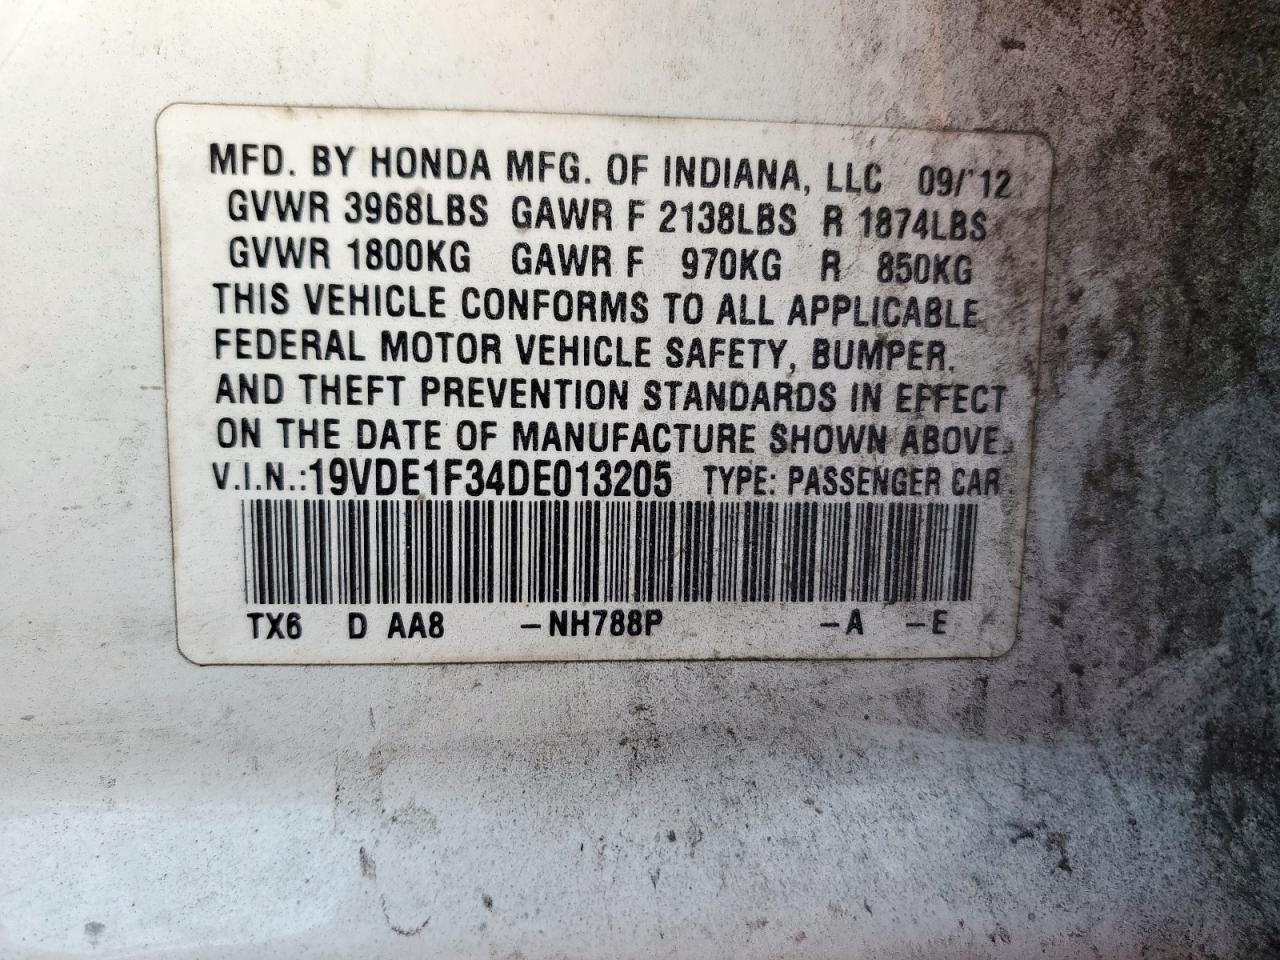 MFD. BY HONDA MFG. OF INDIANA, LLC 09/'12
GVWR 3968LBS GAWR F 2138LBS R 1874LBS
GVWR 1800KG GAWR F 970KG R 850KG
THIS VEHICLE CONFORMS TO ALL APPLICABLE
FEDERAL MOTOR VEHICLE SAFETY, BUMPER,
AND THEFT PREVENTION STANDARDS IN EFFECT
ON THE DATE OF MANUFACTURE SHOWN ABOVE.
V.I.N.:19VDE1F34DE013205 TYPE: PASSENGER CAR
TX6 D AA8 -NH788P -A -E